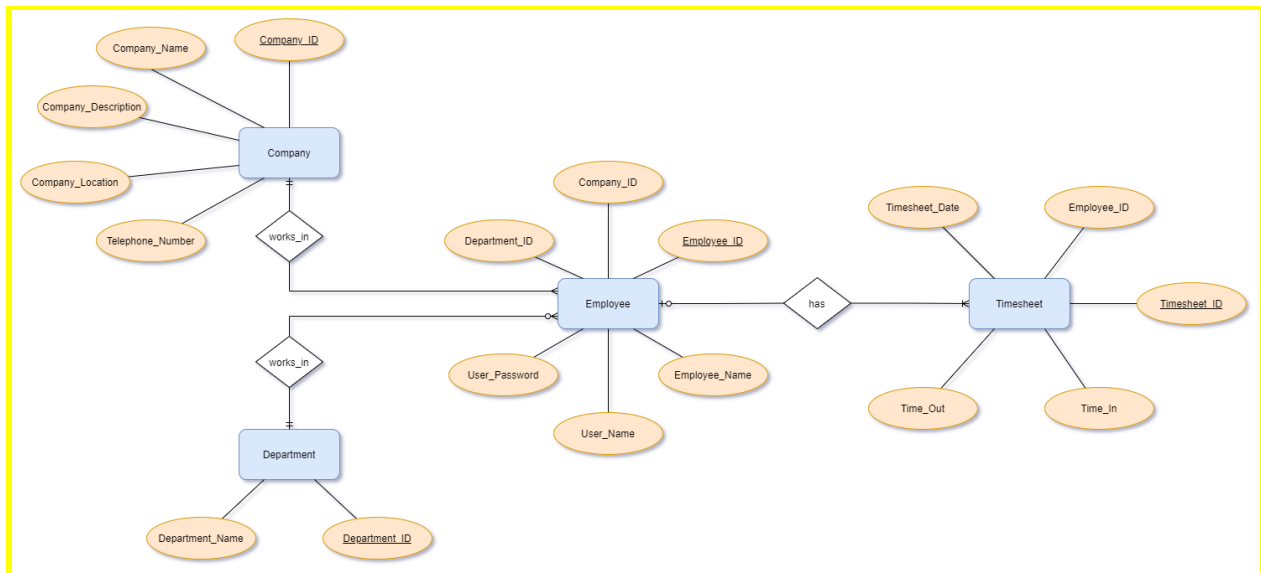 Company_ID
Company_Name
Company_Description
Company
Company_Location
Company_ID
Telephone_Number
works_in
Department_ID
Employee_ID
Timesheet_Date
Employee_ID
Employee
has
Timesheet
Timesheet_ID
works_in
User_Password
Employee_Name
Time_Out
Time_In
User_Name
Department
Department_Name
Department_ID